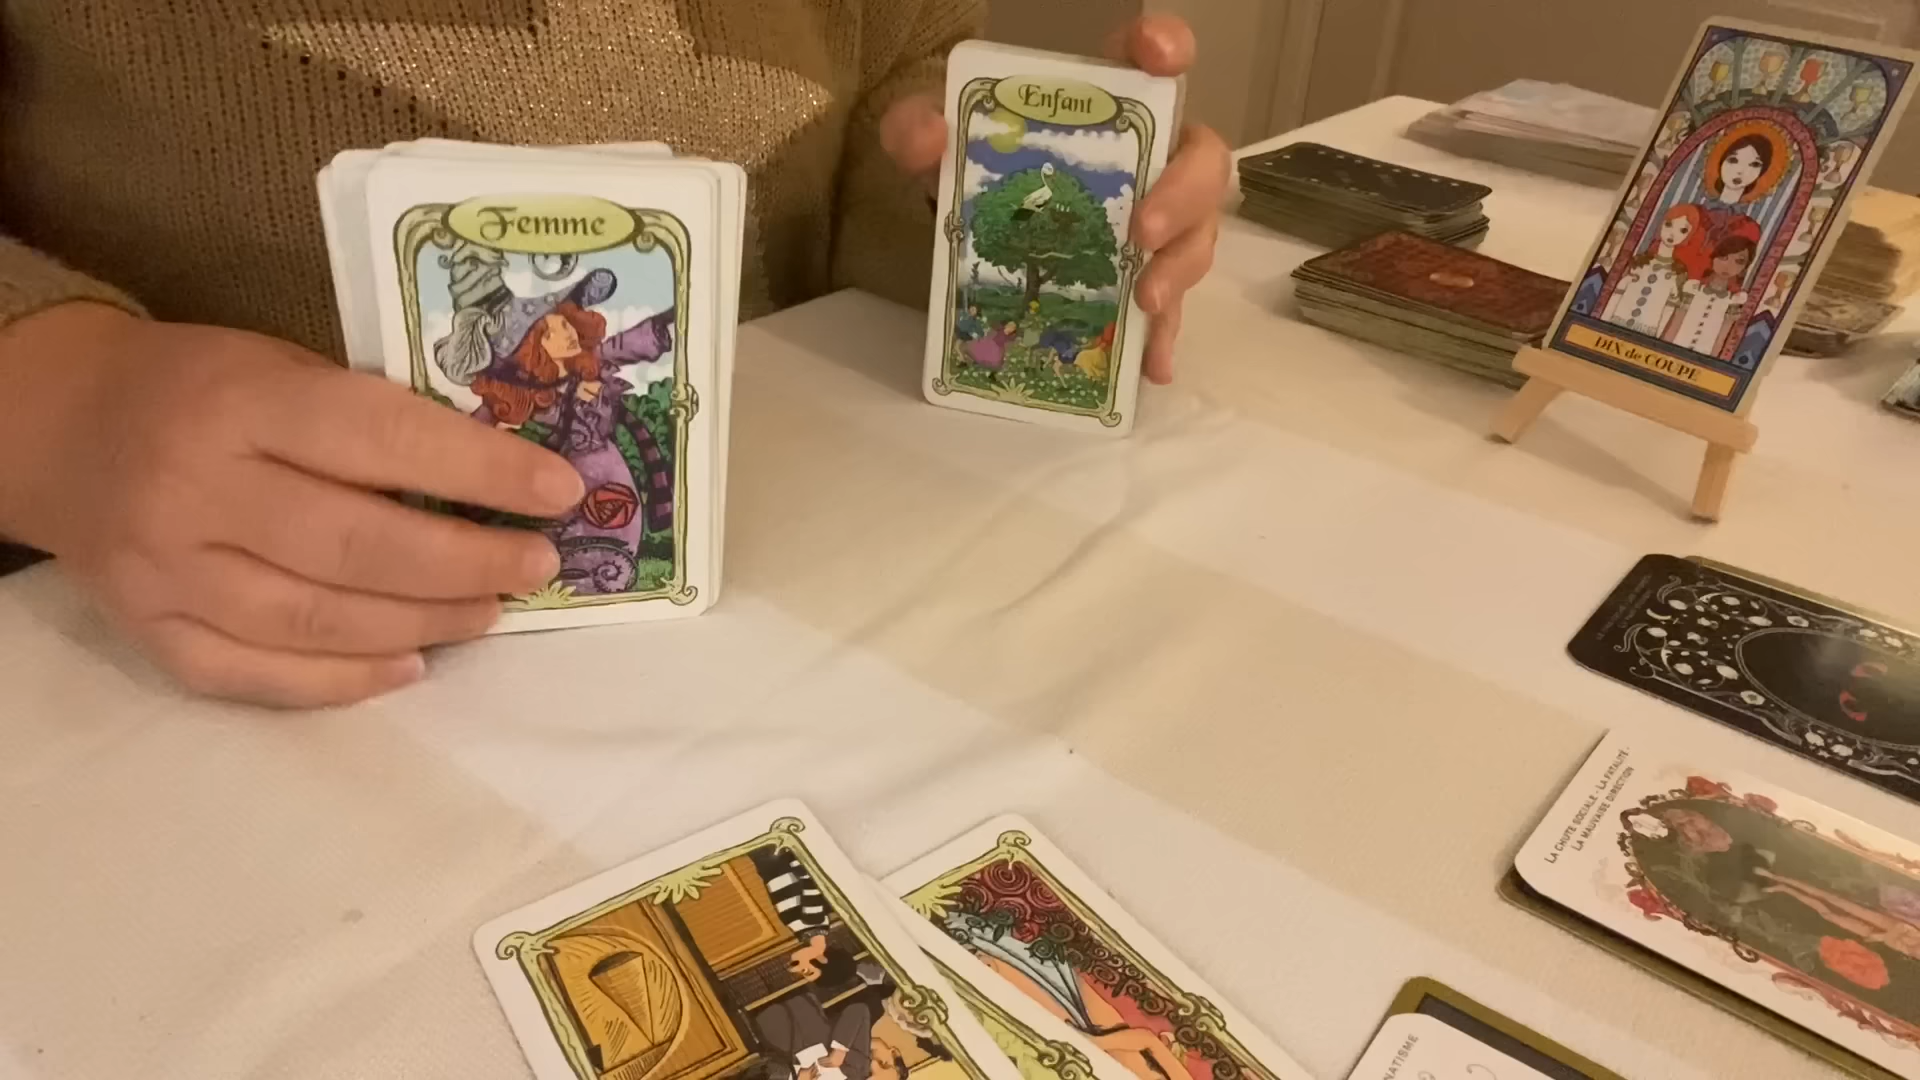 Enfant
Femme
DIX de COUPE
LA CHUTE SOCIALE - LA FATALITÉ -
LA MAUVAISE DIRECTION